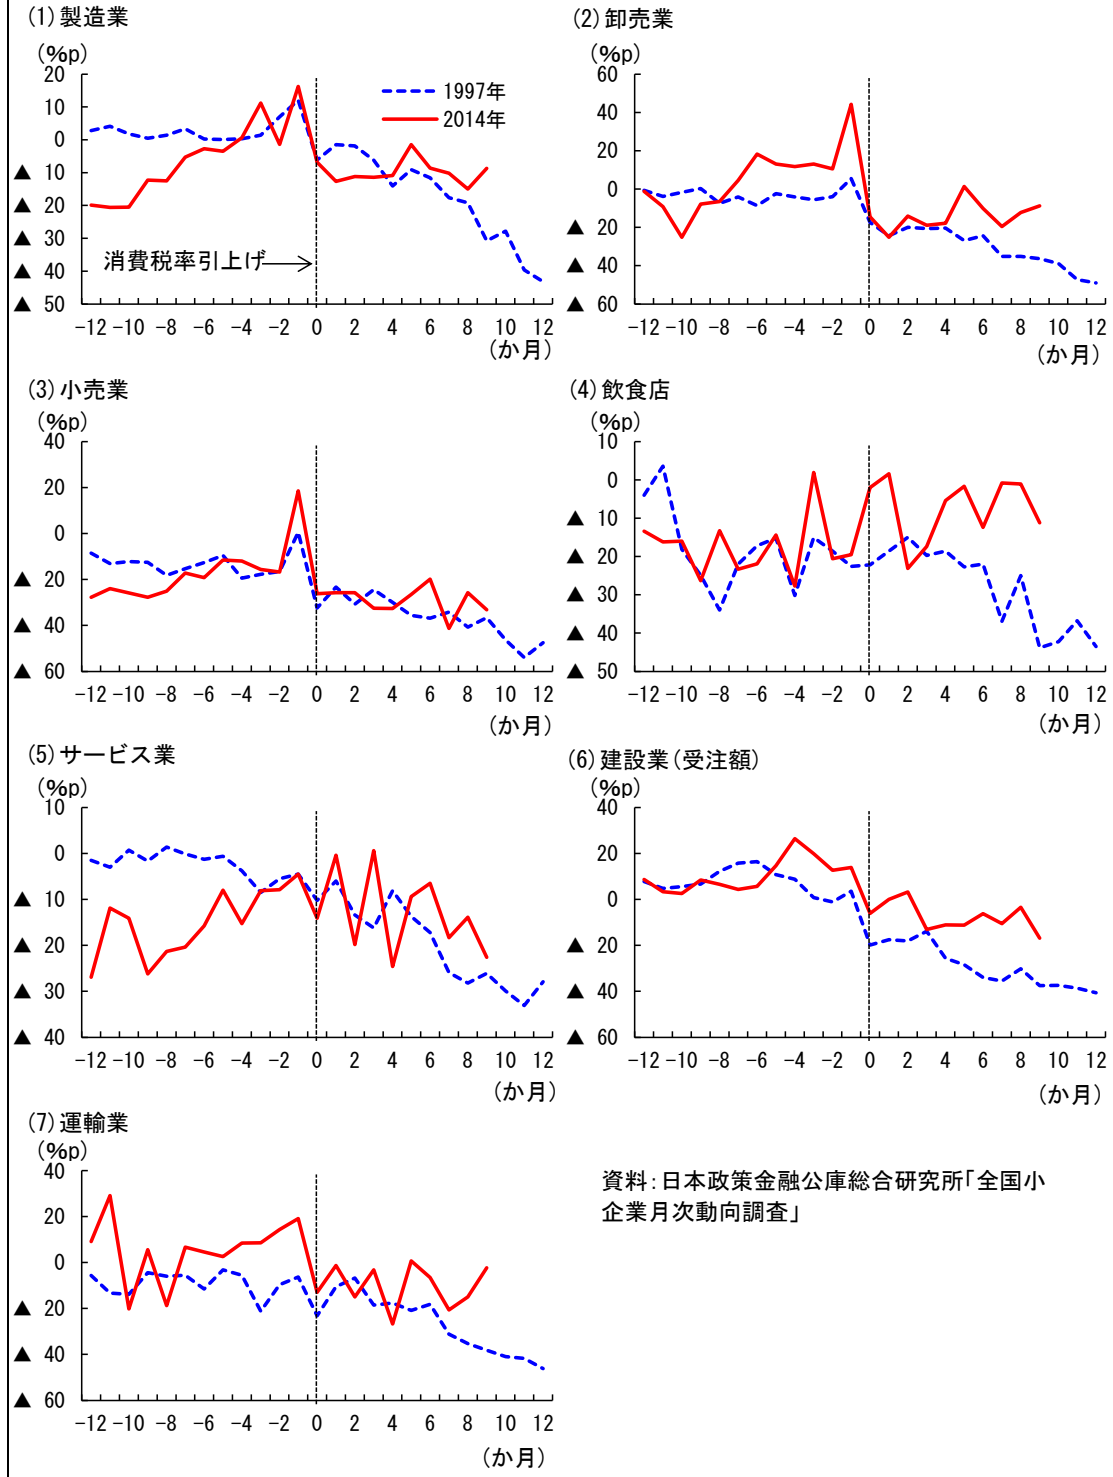 (1)製造業
(%p)
20
10
0
▲ 10
▲ 20
▲ 30
▲ 40
▲ 50
1997年
2014年
消費税率引上げ
-12 -10 -8 -6 -4 -2 0 2 4 6 8 10 12
(か月)
(2)卸売業
(%p)
60
40
20
0
▲ 20
▲ 40
▲ 60
-12 -10 -8 -6 -4 -2 0 2 4 6 8 10 12
(か月)
(3)小売業
(%p)
40
20
0
▲ 20
▲ 40
▲ 60
-12 -10 -8 -6 -4 -2 0 2 4 6 8 10 12
(か月)
(4)飲食店
(%p)
10
0
▲ 10
▲ 20
▲ 30
▲ 40
▲ 50
-12 -10 -8 -6 -4 -2 0 2 4 6 8 10 12
(か月)
(5)サービス業
(%p)
10
0
▲ 10
▲ 20
▲ 30
▲ 40
-12 -10 -8 -6 -4 -2 0 2 4 6 8 10 12
(か月)
(6)建設業(受注額)
(%p)
40
20
0
▲ 20
▲ 40
▲ 60
-12 -10 -8 -6 -4 -2 0 2 4 6 8 10 12
(か月)
(7)運輸業
(%p)
40
20
0
▲ 20
▲ 40
▲ 60
-12 -10 -8 -6 -4 -2 0 2 4 6 8 10 12
(か月)
資料:日本政策金融公庫総合研究所「全国小
企業月次動向調査」